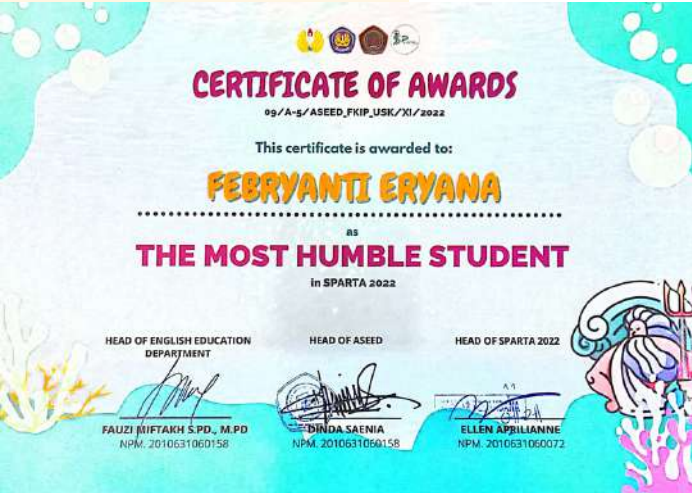 CERTIFICATE OF AWARDS
09/A-5/ASEED_FKIP_USK/XI/2022
This certificate is awarded to:
FEBRYANTI ERYANA
as
THE MOST HUMBLE STUDENT
in SPARTA 2022
HEAD OF ENGLISH EDUCATION
DEPARTMENT
FAUZI MIFTAKH S.PD., M.PD
NPM. 2010631060158
HEAD OF ASEED
DINDA SAENIA
NPM. 2010631060158
HEAD OF SPARTA 2022
ELLEN APRILIANNE
NPM. 2010631060072